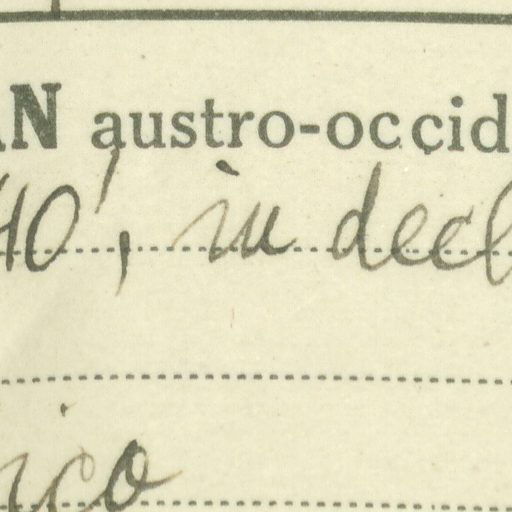 AN austro-occid
40', in decl
ico